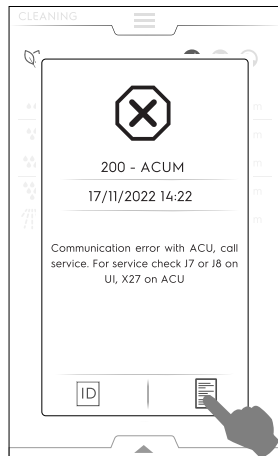 CLEANING
200 - ACUM
17/11/2022 14:22
Communication error with ACU, call
service. For service check J7 or J8 on
UI, X27 on ACU
ID
m
m
m
m